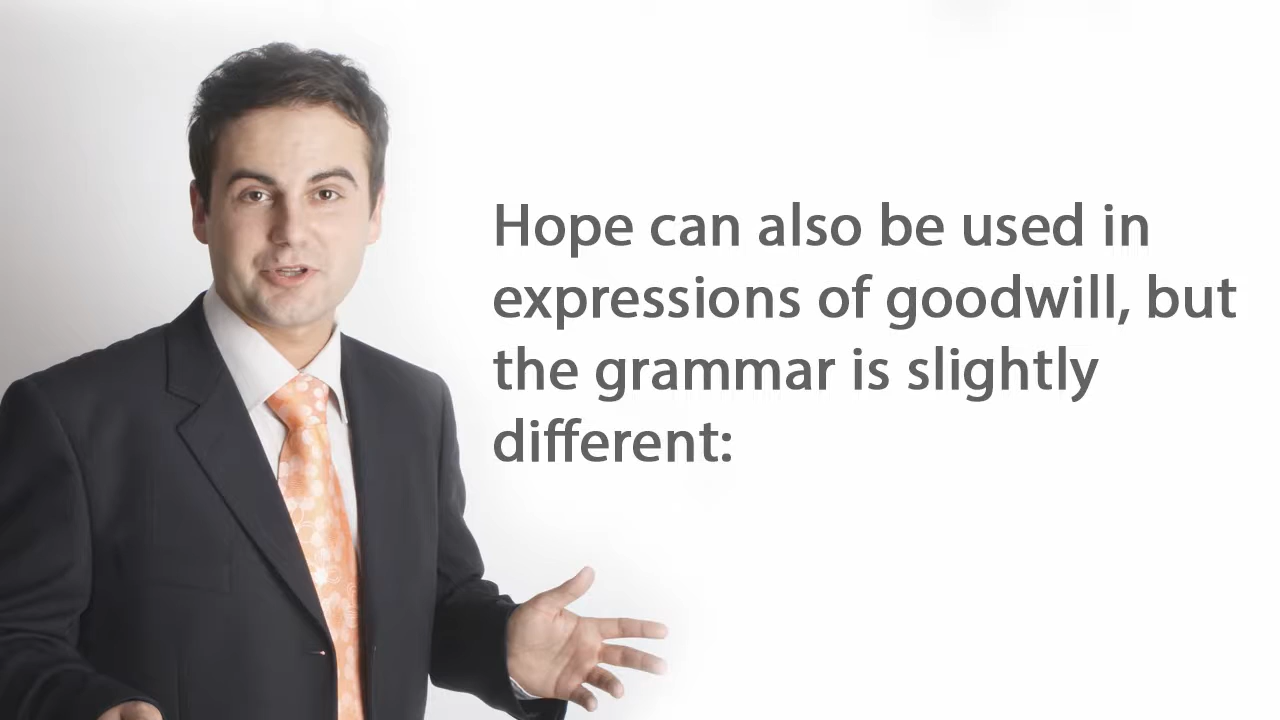 Hope can also be used in
expressions of goodwill, but
the grammar is slightly
different: